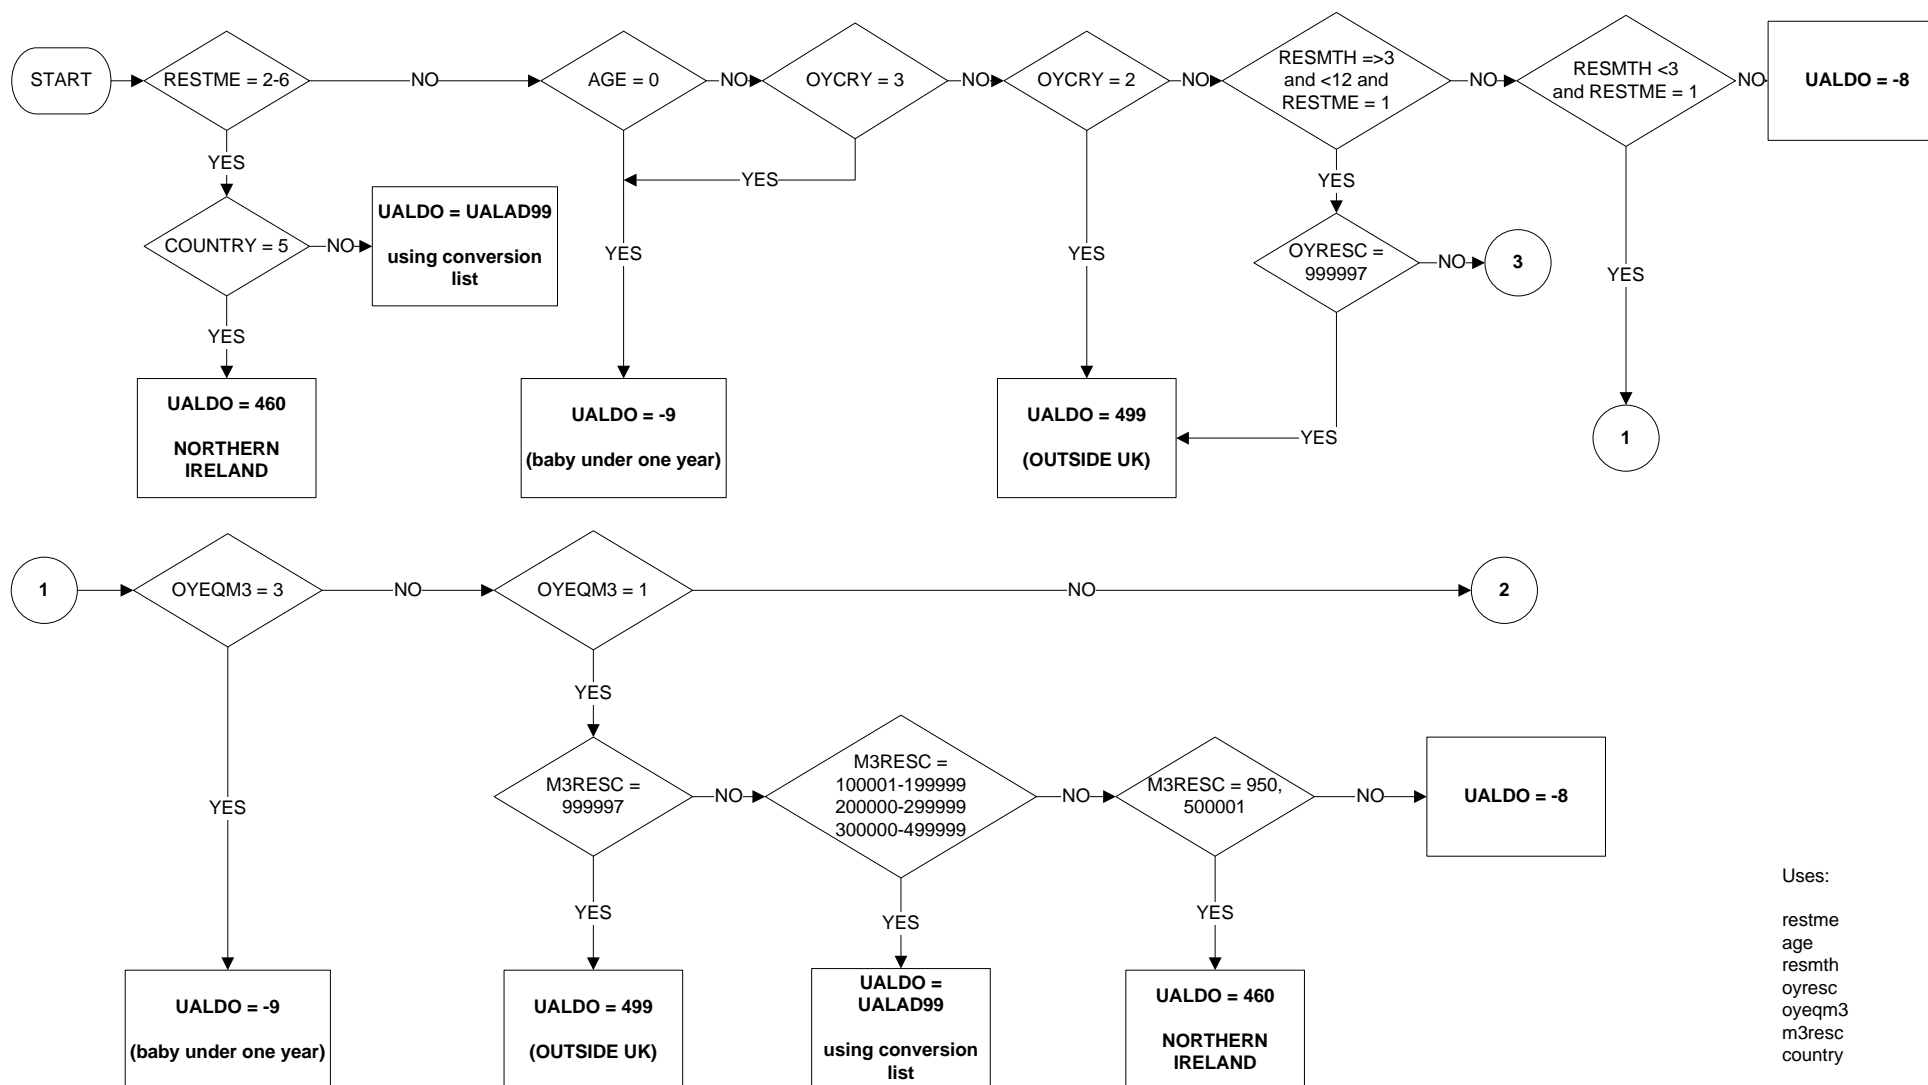 START
RESTME = 2-6
NO
AGE = 0
NO
OYCRY = 3
NO
OYCRY = 2
NO
RESMTH =>3
and <12 and
RESTME = 1
NO
RESMTH <3
and RESTME = 1
NO
UALDO = -8
YES
YES
YES
COUNTRY = 5
NO
UALDO = UALAD99
using conversion
list
YES
YES
OYRESC =
999997
NO
3
YES
YES
UALDO = 460
NORTHERN
IRELAND
UALDO = -9
(baby under one year)
UALDO = 499
(OUTSIDE UK)
YES
1
1
OYEQM3 = 3
NO
OYEQM3 = 1
NO
2
YES
YES
M3RESC =
999997
NO
M3RESC =
100001-199999
200000-299999
300000-499999
NO
M3RESC = 950,
500001
NO
UALDO = -8
YES
YES
YES
UALDO = -9
(baby under one year)
UALDO = 499
(OUTSIDE UK)
UALDO =
UALAD99
using conversion
list
UALDO = 460
NORTHERN
IRELAND
Uses:
restme
age
resmth
oyresc
oyeqm3
m3resc
country